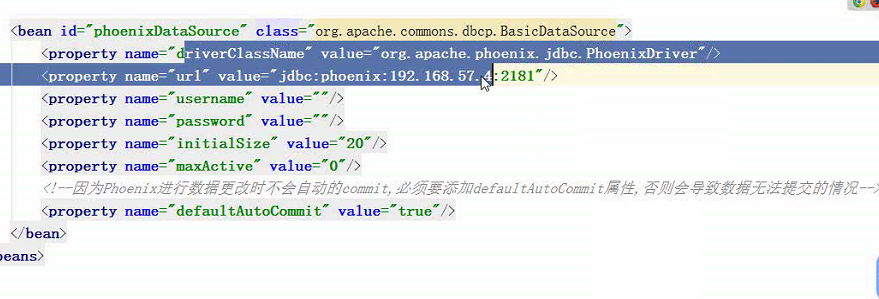 <bean id="phoenixDataSource" class="org.apache.commons.dbcp.BasicDataSource">
<property name="driverClassName" value="org.apache.phoenix.jdbc.PhoenixDriver"/>
<property name="url" value="jdbc:phoenix:192.168.57.4:2181"/>
<property name="username" value=""/>
<property name="password" value=""/>
<property name="initialSize" value="20"/>
<property name="maxActive" value="0"/>
<!--因为Phoenix进行数据更改时不会自动的commit,必须要添加defaultAutoCommit属性,否则会导致数据无法提交的情况--
<property name="defaultAutoCommit" value="true"/>
</bean>
beans>